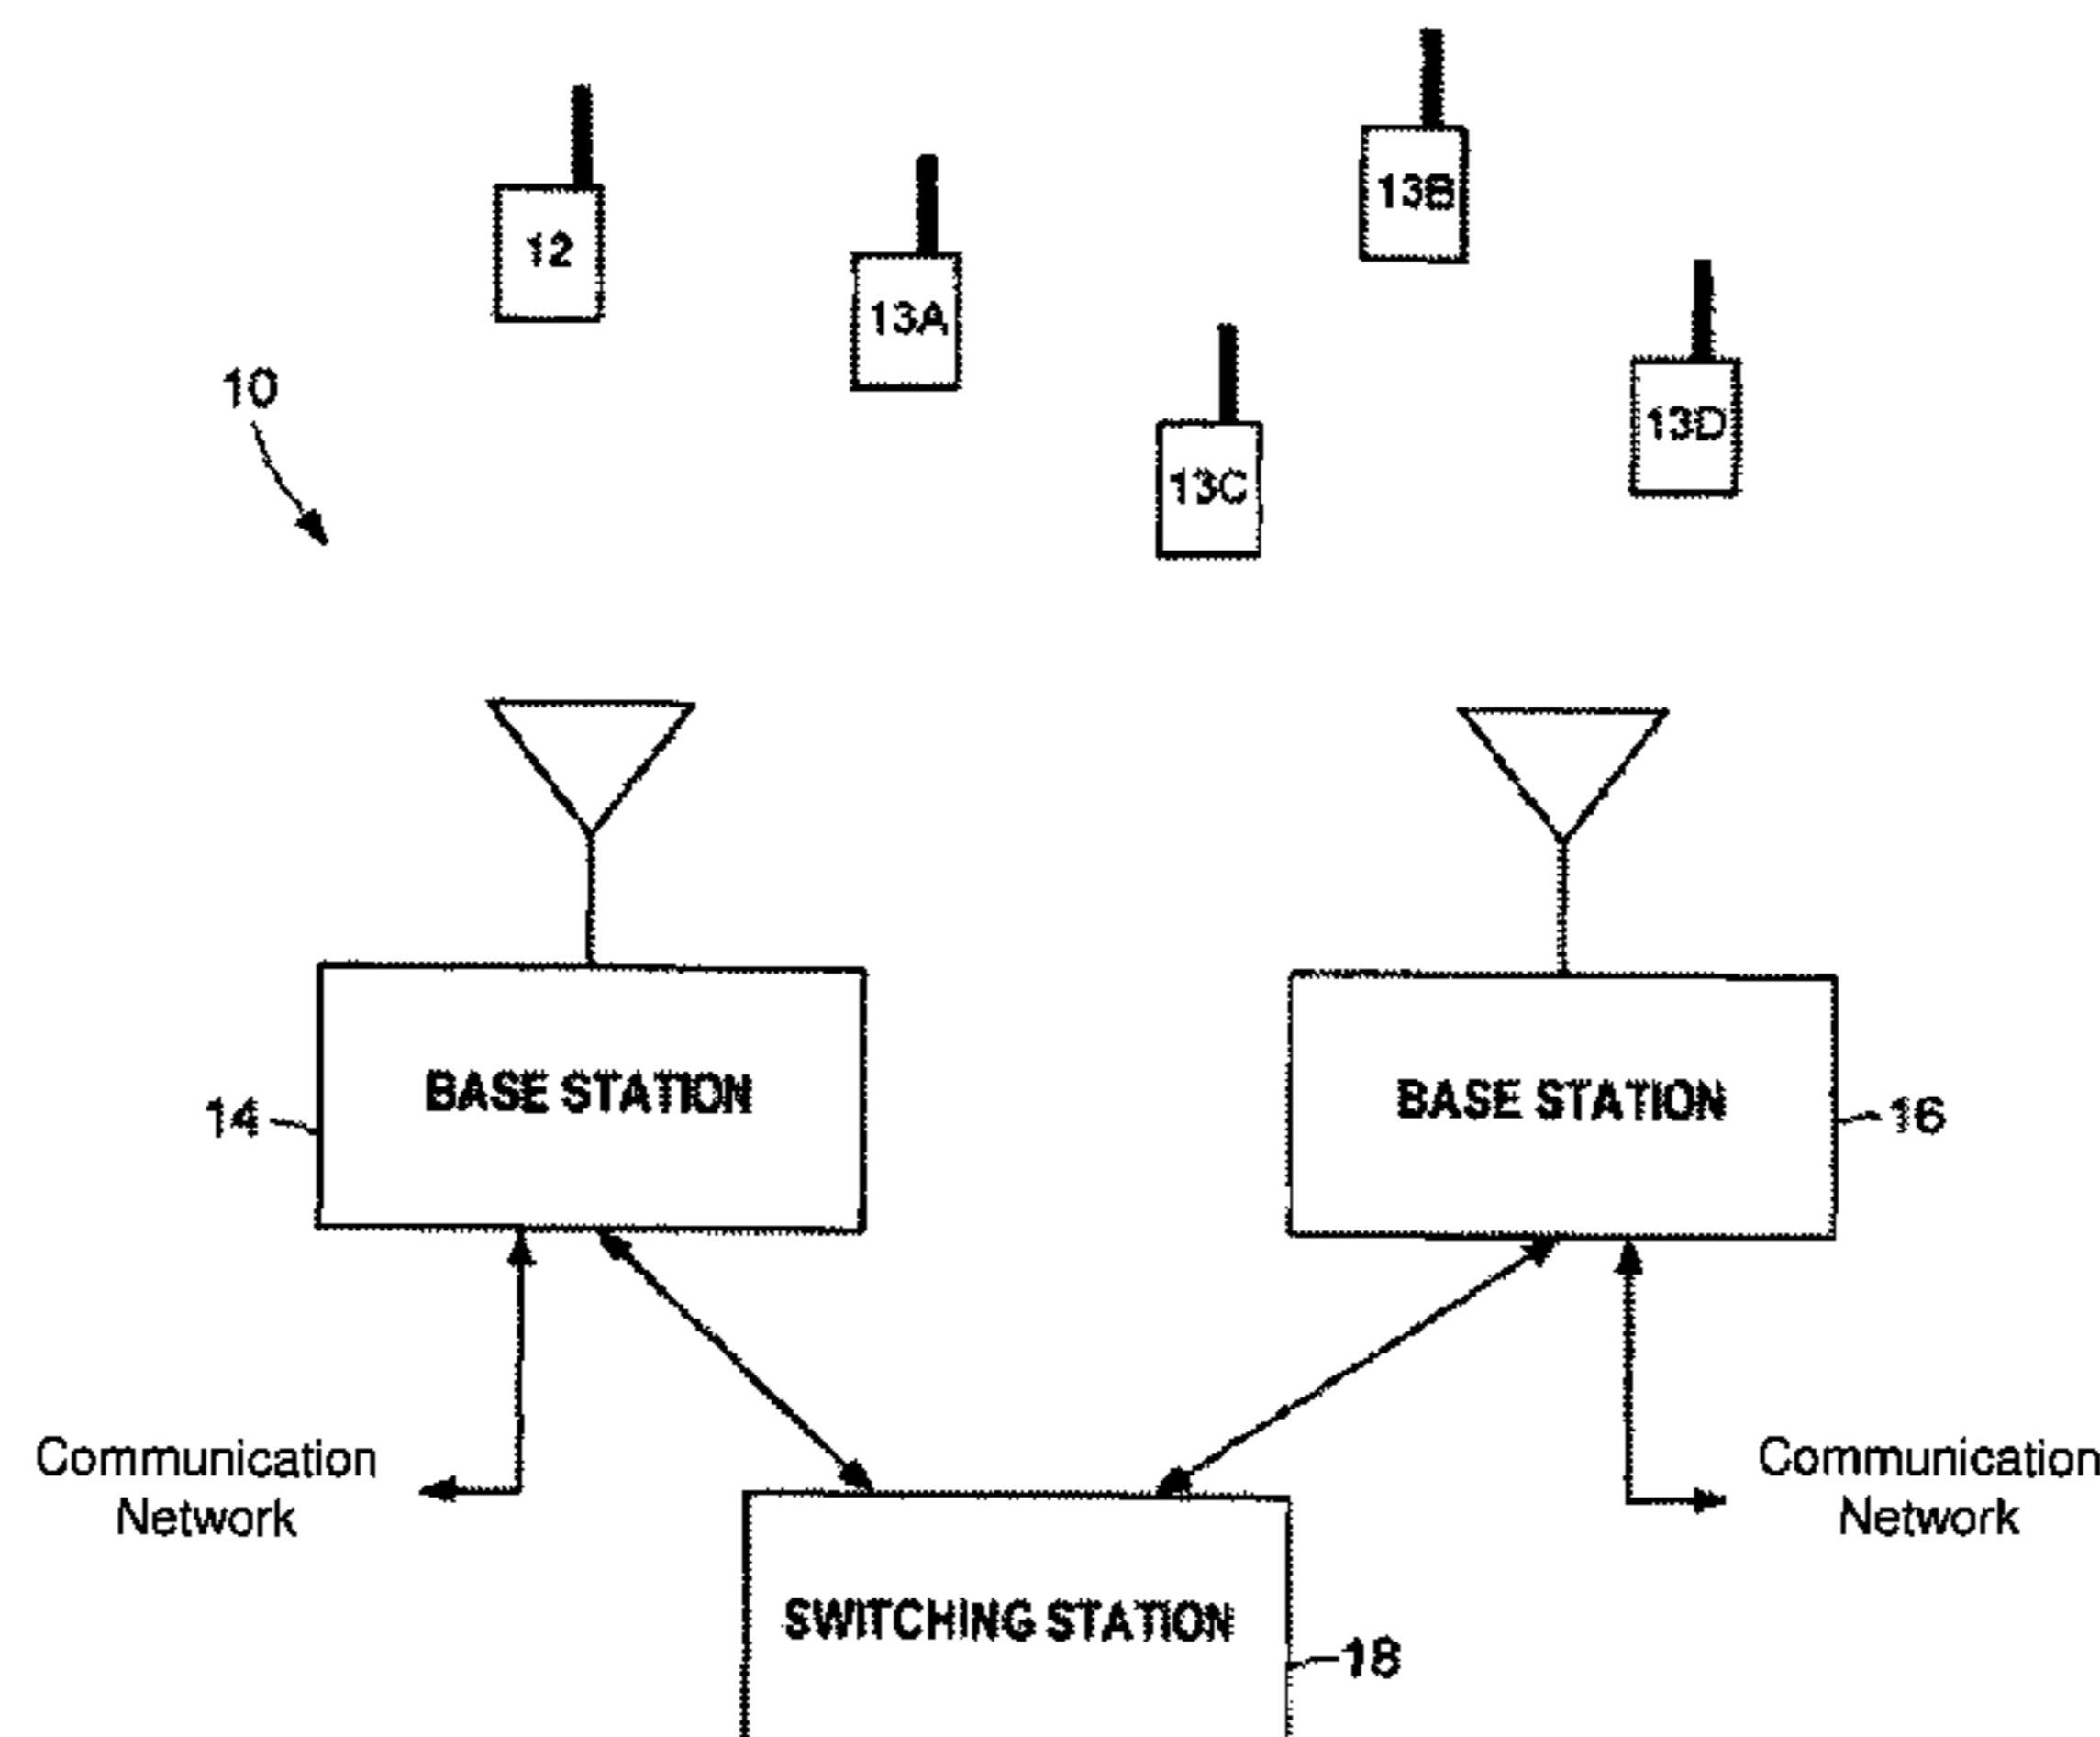 13B
12
13A
10
13D
13C
BASE STATION
BASE STATION
14
16
Communication
Network
Communication
Network
SWITCHING STATION
18